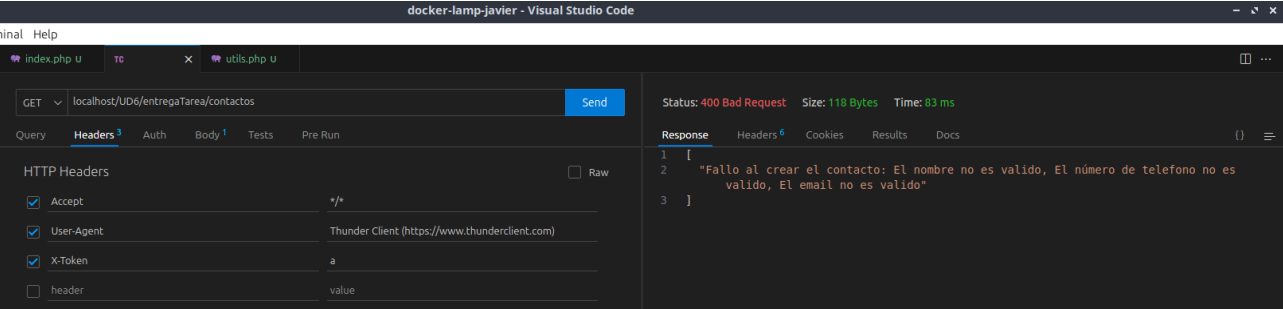 docker-lamp-javier - Visual Studio Code
Help
index.php U
TC
utils.php U
GET
localhost/UD6/entregaTarea/contactos
Send
Query
Headers 3
Auth
Body 1
Tests
Pre Run
HTTP Headers
Raw
Accept
*/*
User-Agent
Thunder Client (https://www.thunderclient.com)
X-Token
a
header
value
Status: 400 Bad Request Size: 118 Bytes Time: 83 ms
Response
Headers 6
Cookies
Results
Docs
{}
1 [
2 "Fallo al crear el contacto: El nombre no es valido, El número de telefono no es
valido, El email no es valido"
3 ]